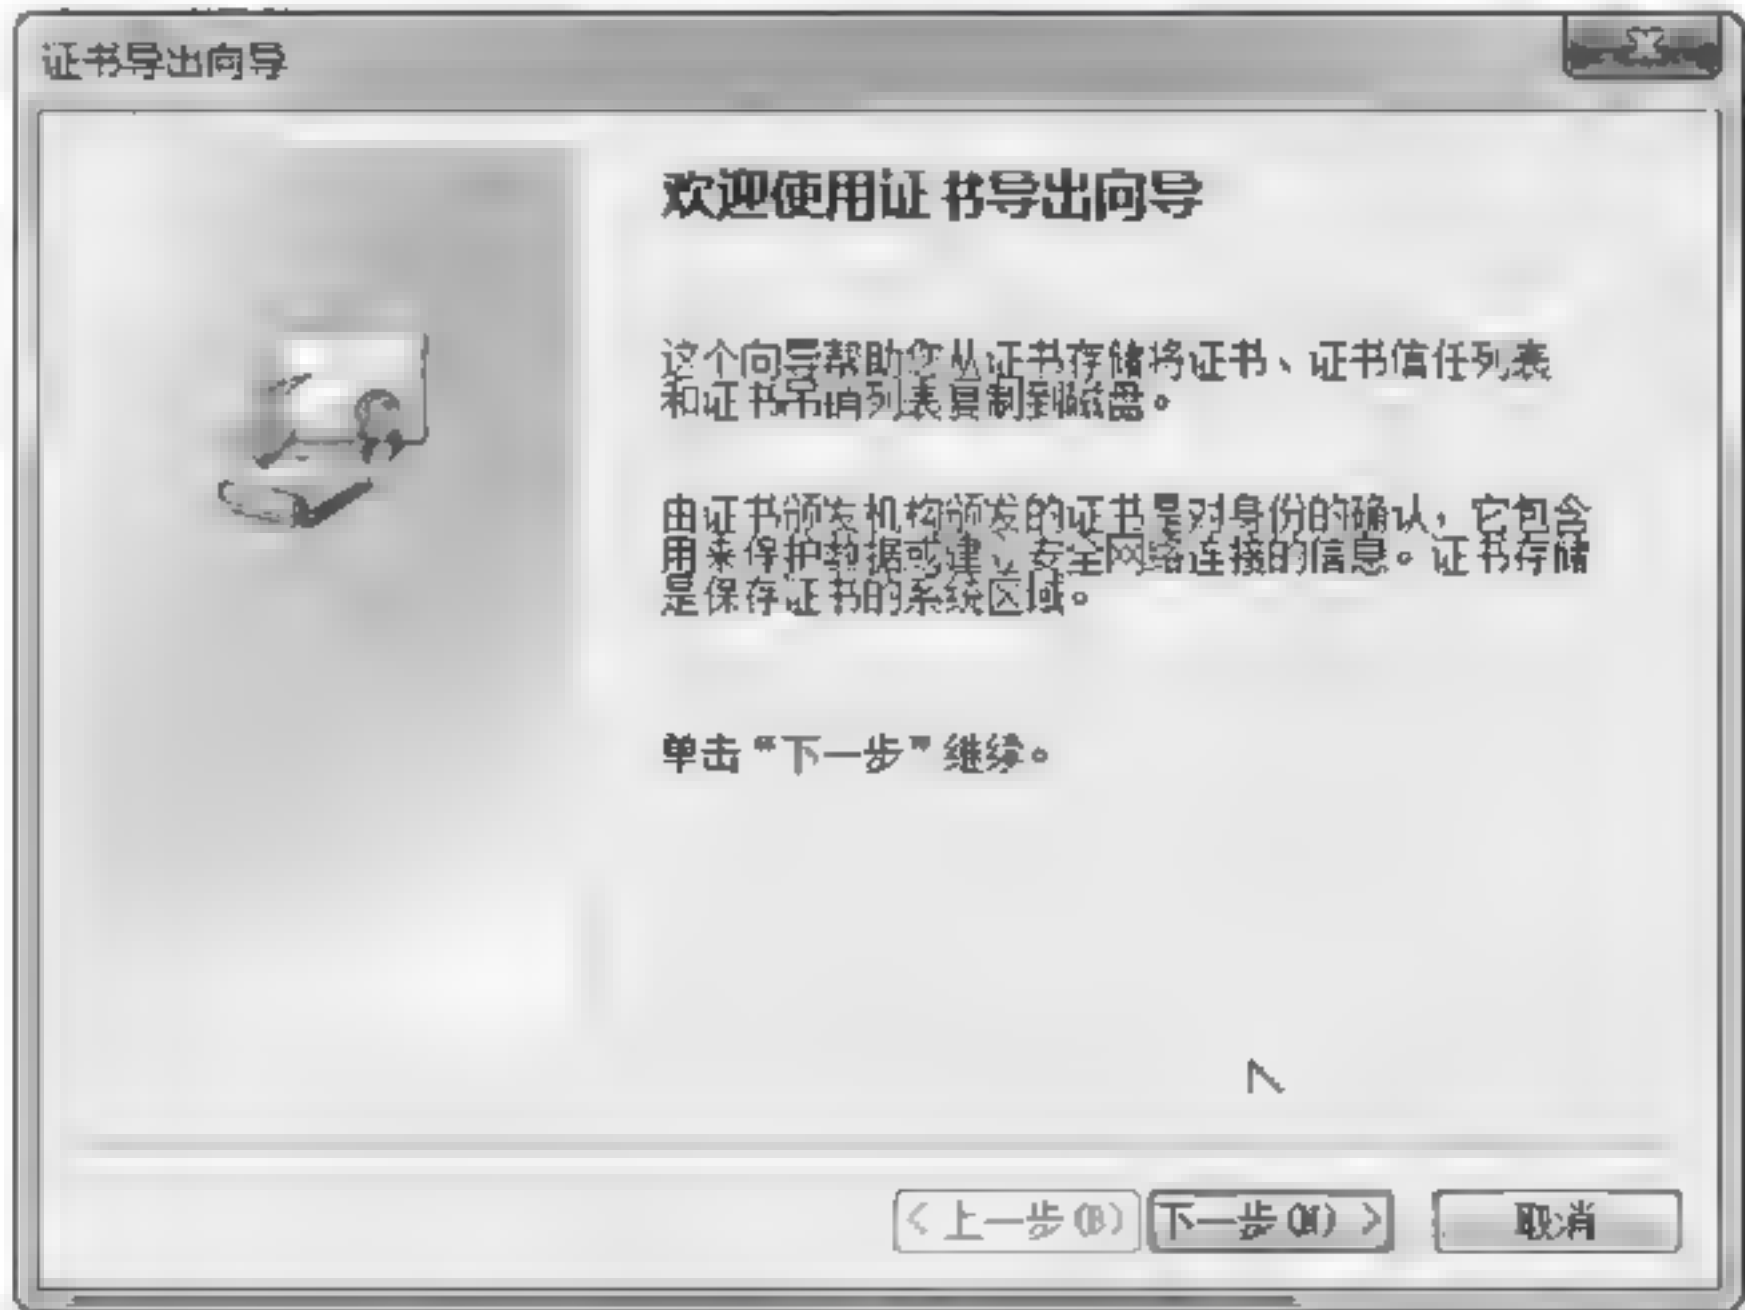 证书导出向导
欢迎使用证书导出向导
这个向导帮助您从证书存储将证书、证书信任列表
和证书吊销列表复制到磁盘。
由证书颁发机构颁发的证书是对身份的确认，它包含
用来保护数据或建立安全网络连接的信息。证书存储
是保存证书的系统区域。
单击“下一步”继续。
< 上一步(B)
下一步(N) >
取消